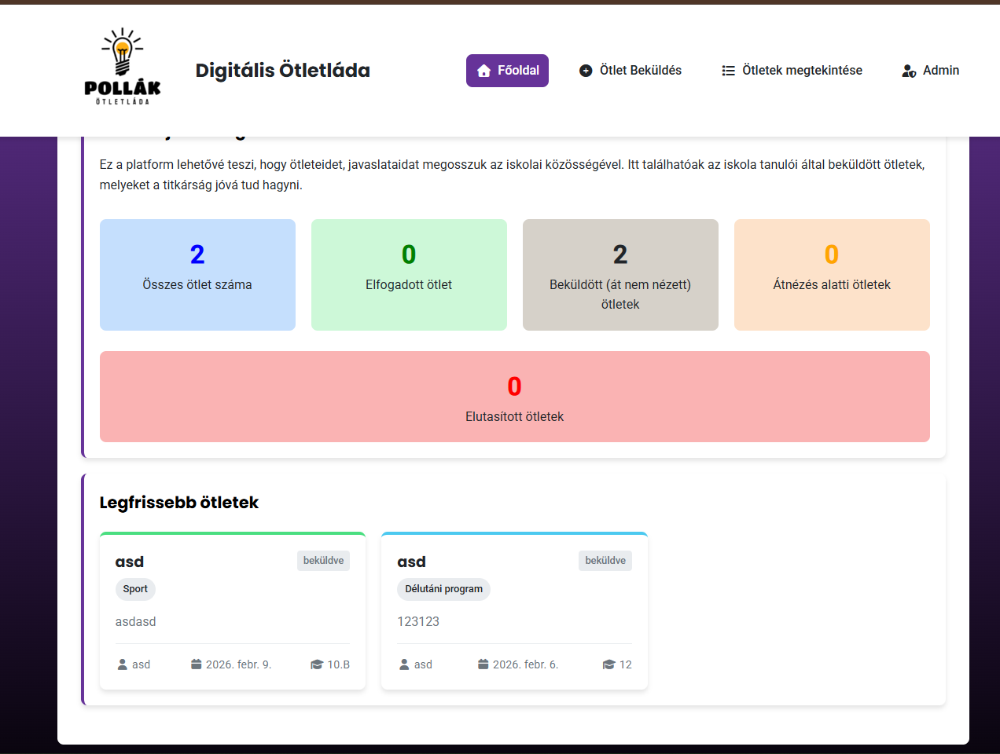 POLLÁK
ÖTLETLÁDA
Digitális Ötletláda
Főoldal
Ötlet Beküldés
Ötletek megtekintése
Admin
Ez a platform lehetővé teszi, hogy ötleteidet, javaslataidat megosszuk az iskolai közösségével. Itt találhatóak az iskola tanulói által beküldött ötletek,
melyeket a titkárság jóvá tud hagyni.
2
Összes ötlet száma
0
Elfogadott ötlet
2
Beküldött (át nem nézett)
ötletek
0
Átnézés alatti ötletek
0
Elutasított ötletek
Legfrissebb ötletek
asd
beküldve
Sport
asdasd
asd
2026. febr. 9.
10.B
asd
beküldve
Délutáni program
123123
asd
2026. febr. 6.
12